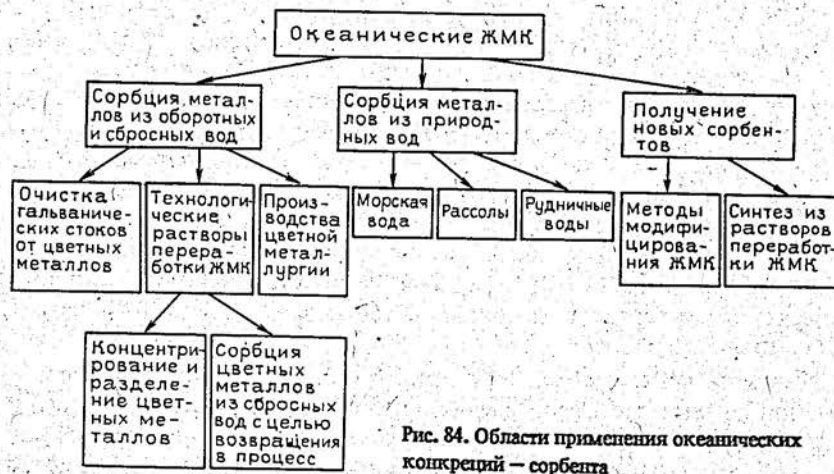 Океанические ЖМК
Сорбция метал-
лов из оборотных
и сбросных вод
Сорбция метал-
лов из природ-
ных вод
Получение
новых сорбен-
тов
Очистка
гальваничес-
ких стоков
от цветных
металлов
Технологи-
ческие
растворы
перера-
ботки ЖМК
Произ-
водства
цветной
метал-
лургии
Морская
вода
Рассолы
Рудничные
воды
Методы
модифи-
цирова-
ния ЖМК
Синтез из
растворов
переработ-
ки ЖМК
Концентри-
рование и
разделе-
ние цвет-
ных ме-
таллов
Сорбция
цветных
металлов
из сбросных
вод с целью
возвращения
в процесс
Рис. 84. Области применения океанических
конкреций — сорбента